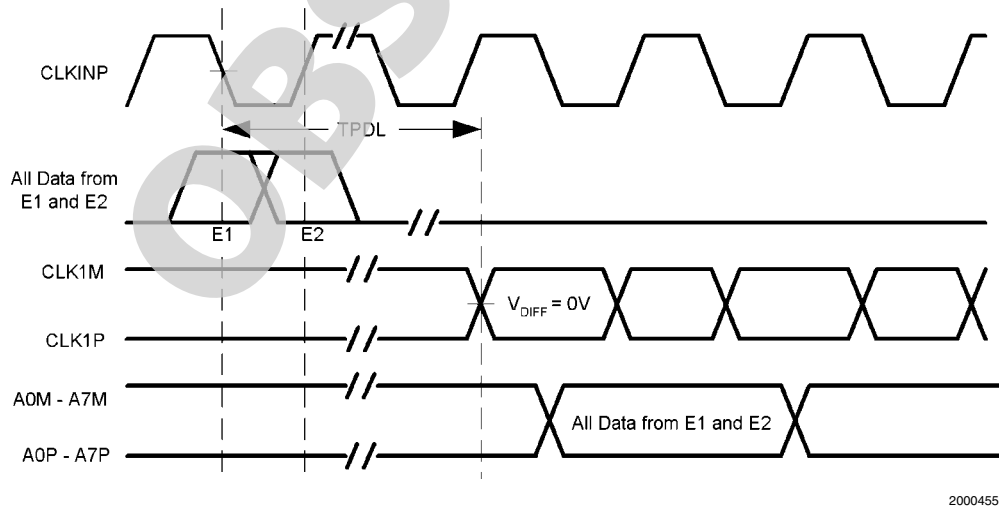 CLKINP
TPDL
All Data from
E1 and E2
E1
E2
CLK1M
V_DIFF = 0V
CLK1P
A0M - A7M
All Data from E1 and E2
A0P - A7P
2000455